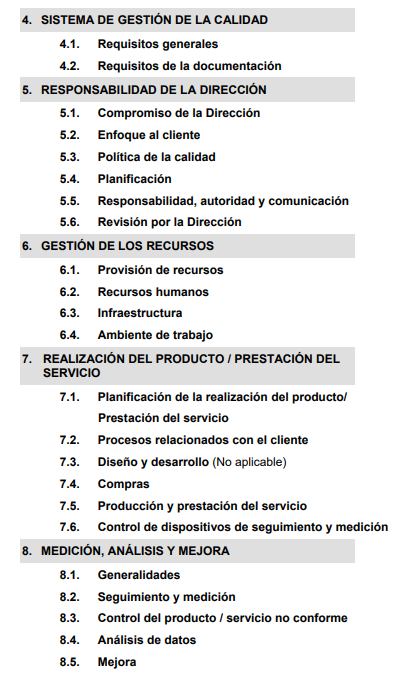 4. SISTEMA DE GESTIÓN DE LA CALIDAD
4.1. Requisitos generales
4.2. Requisitos de la documentación
5. RESPONSABILIDAD DE LA DIRECCIÓN
5.1. Compromiso de la Dirección
5.2. Enfoque al cliente
5.3. Política de la calidad
5.4. Planificación
5.5. Responsabilidad, autoridad y comunicación
5.6. Revisión por la Dirección
6. GESTIÓN DE LOS RECURSOS
6.1. Provisión de recursos
6.2. Recursos humanos
6.3. Infraestructura
6.4. Ambiente de trabajo
7. REALIZACIÓN DEL PRODUCTO / PRESTACIÓN DEL
SERVICIO
7.1. Planificación de la realización del producto/
Prestación del servicio
7.2. Procesos relacionados con el cliente
7.3. Diseño y desarrollo (No aplicable)
7.4. Compras
7.5. Producción y prestación del servicio
7.6. Control de dispositivos de seguimiento y medición
8. MEDICIÓN, ANÁLISIS Y MEJORA
8.1. Generalidades
8.2. Seguimiento y medición
8.3. Control del producto / servicio no conforme
8.4. Análisis de datos
8.5. Mejora